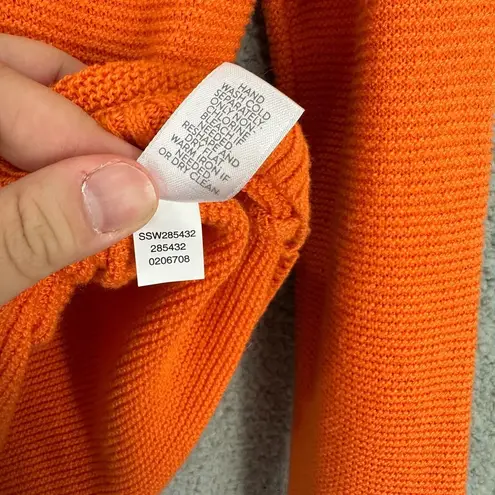 HAND
WASH COLD
SEPARATELY,
ONLY NON-
CHLORINE
BLEACH, IF
NEEDED,
RESHAPE AND
DRY FLAT
WARM IRON IF
NEEDED,
OR DRY CLEAN.
SSW285432
285432
0206708